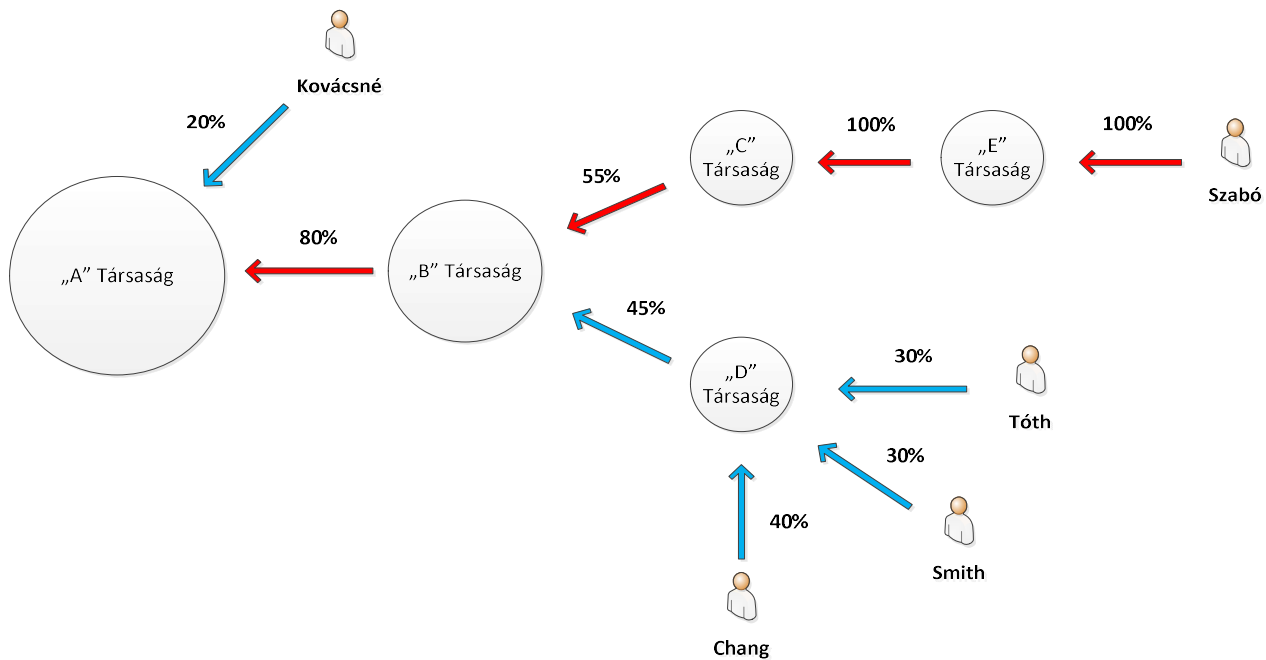 Kovácsné
20%
„A” Társaság
80%
„B” Társaság
55%
„C”
Társaság
100%
„E”
Társaság
100%
Szabó
45%
„D”
Társaság
30%
Tóth
30%
Smith
40%
Chang